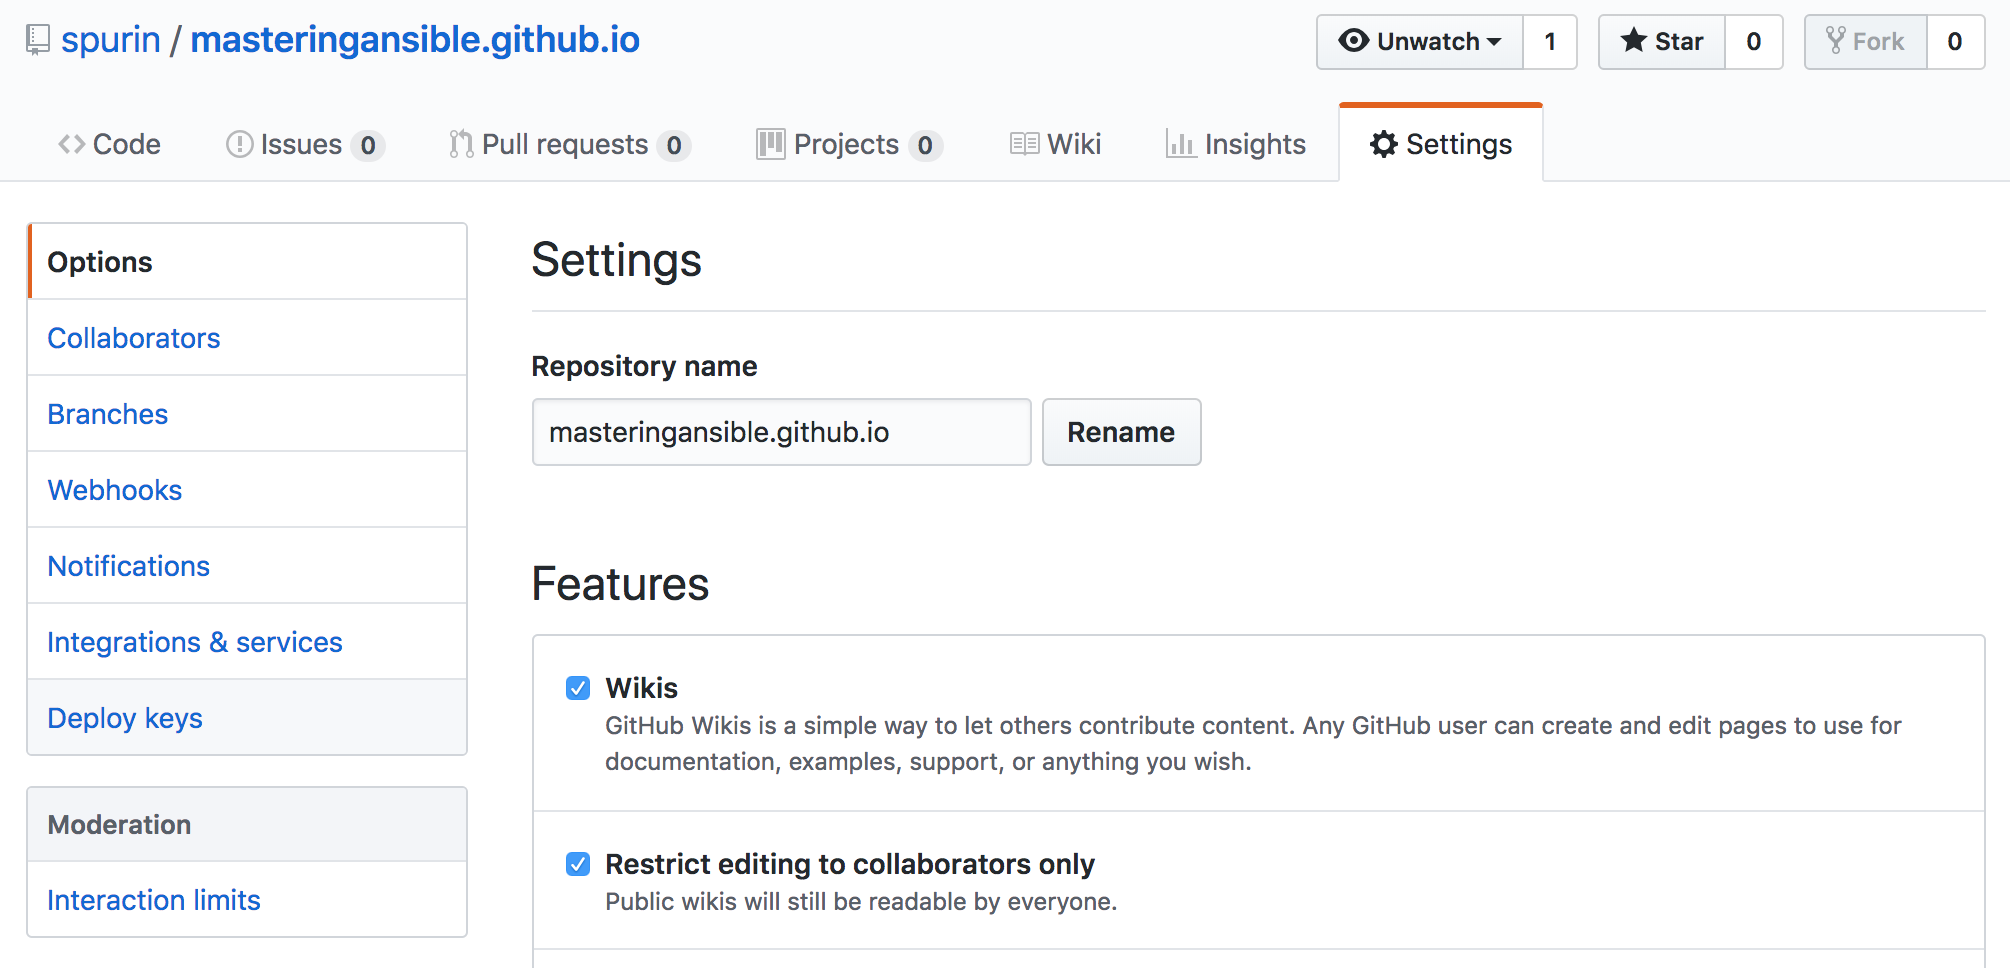 spurin / masteringansible.github.io
Unwatch 1 Star 0 Fork 0
Code Issues 0 Pull requests 0 Projects 0 Wiki Insights Settings
Options
Collaborators
Branches
Webhooks
Notifications
Integrations & services
Deploy keys
Moderation
Interaction limits
Settings
Repository name
masteringansible.github.io Rename
Features
Wikis
GitHub Wikis is a simple way to let others contribute content. Any GitHub user can create and edit pages to use for
documentation, examples, support, or anything you wish.
Restrict editing to collaborators only
Public wikis will still be readable by everyone.